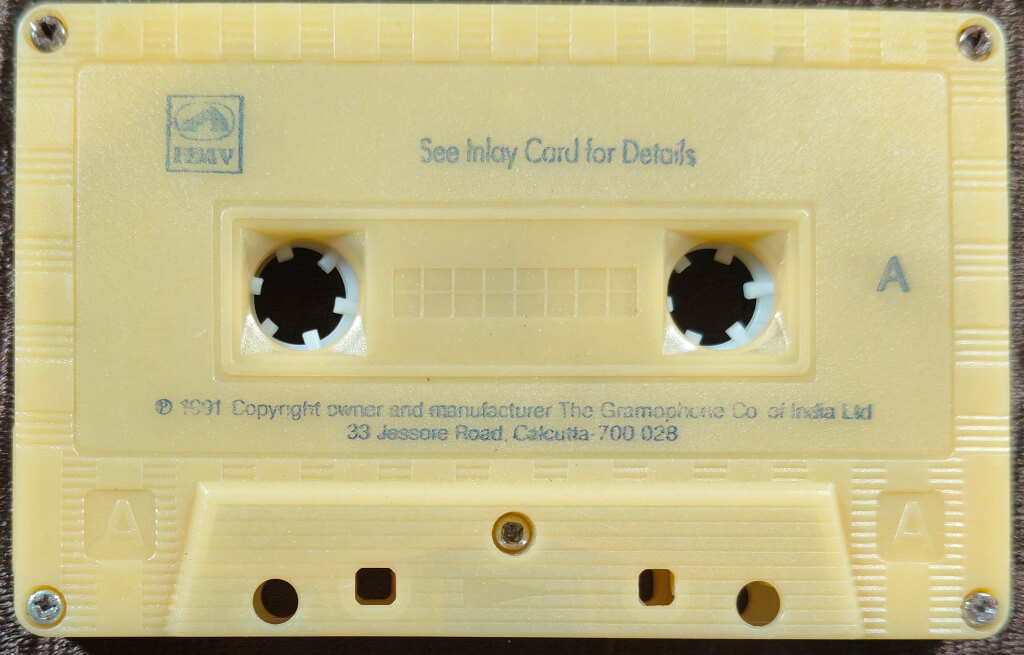 HMV
See Inlay Card for Details
A
℗ 1991 Copyright owner and manufacturer The Gramophone Co. of India Ltd
33 Jessore Road, Calcutta-700 028
A
A